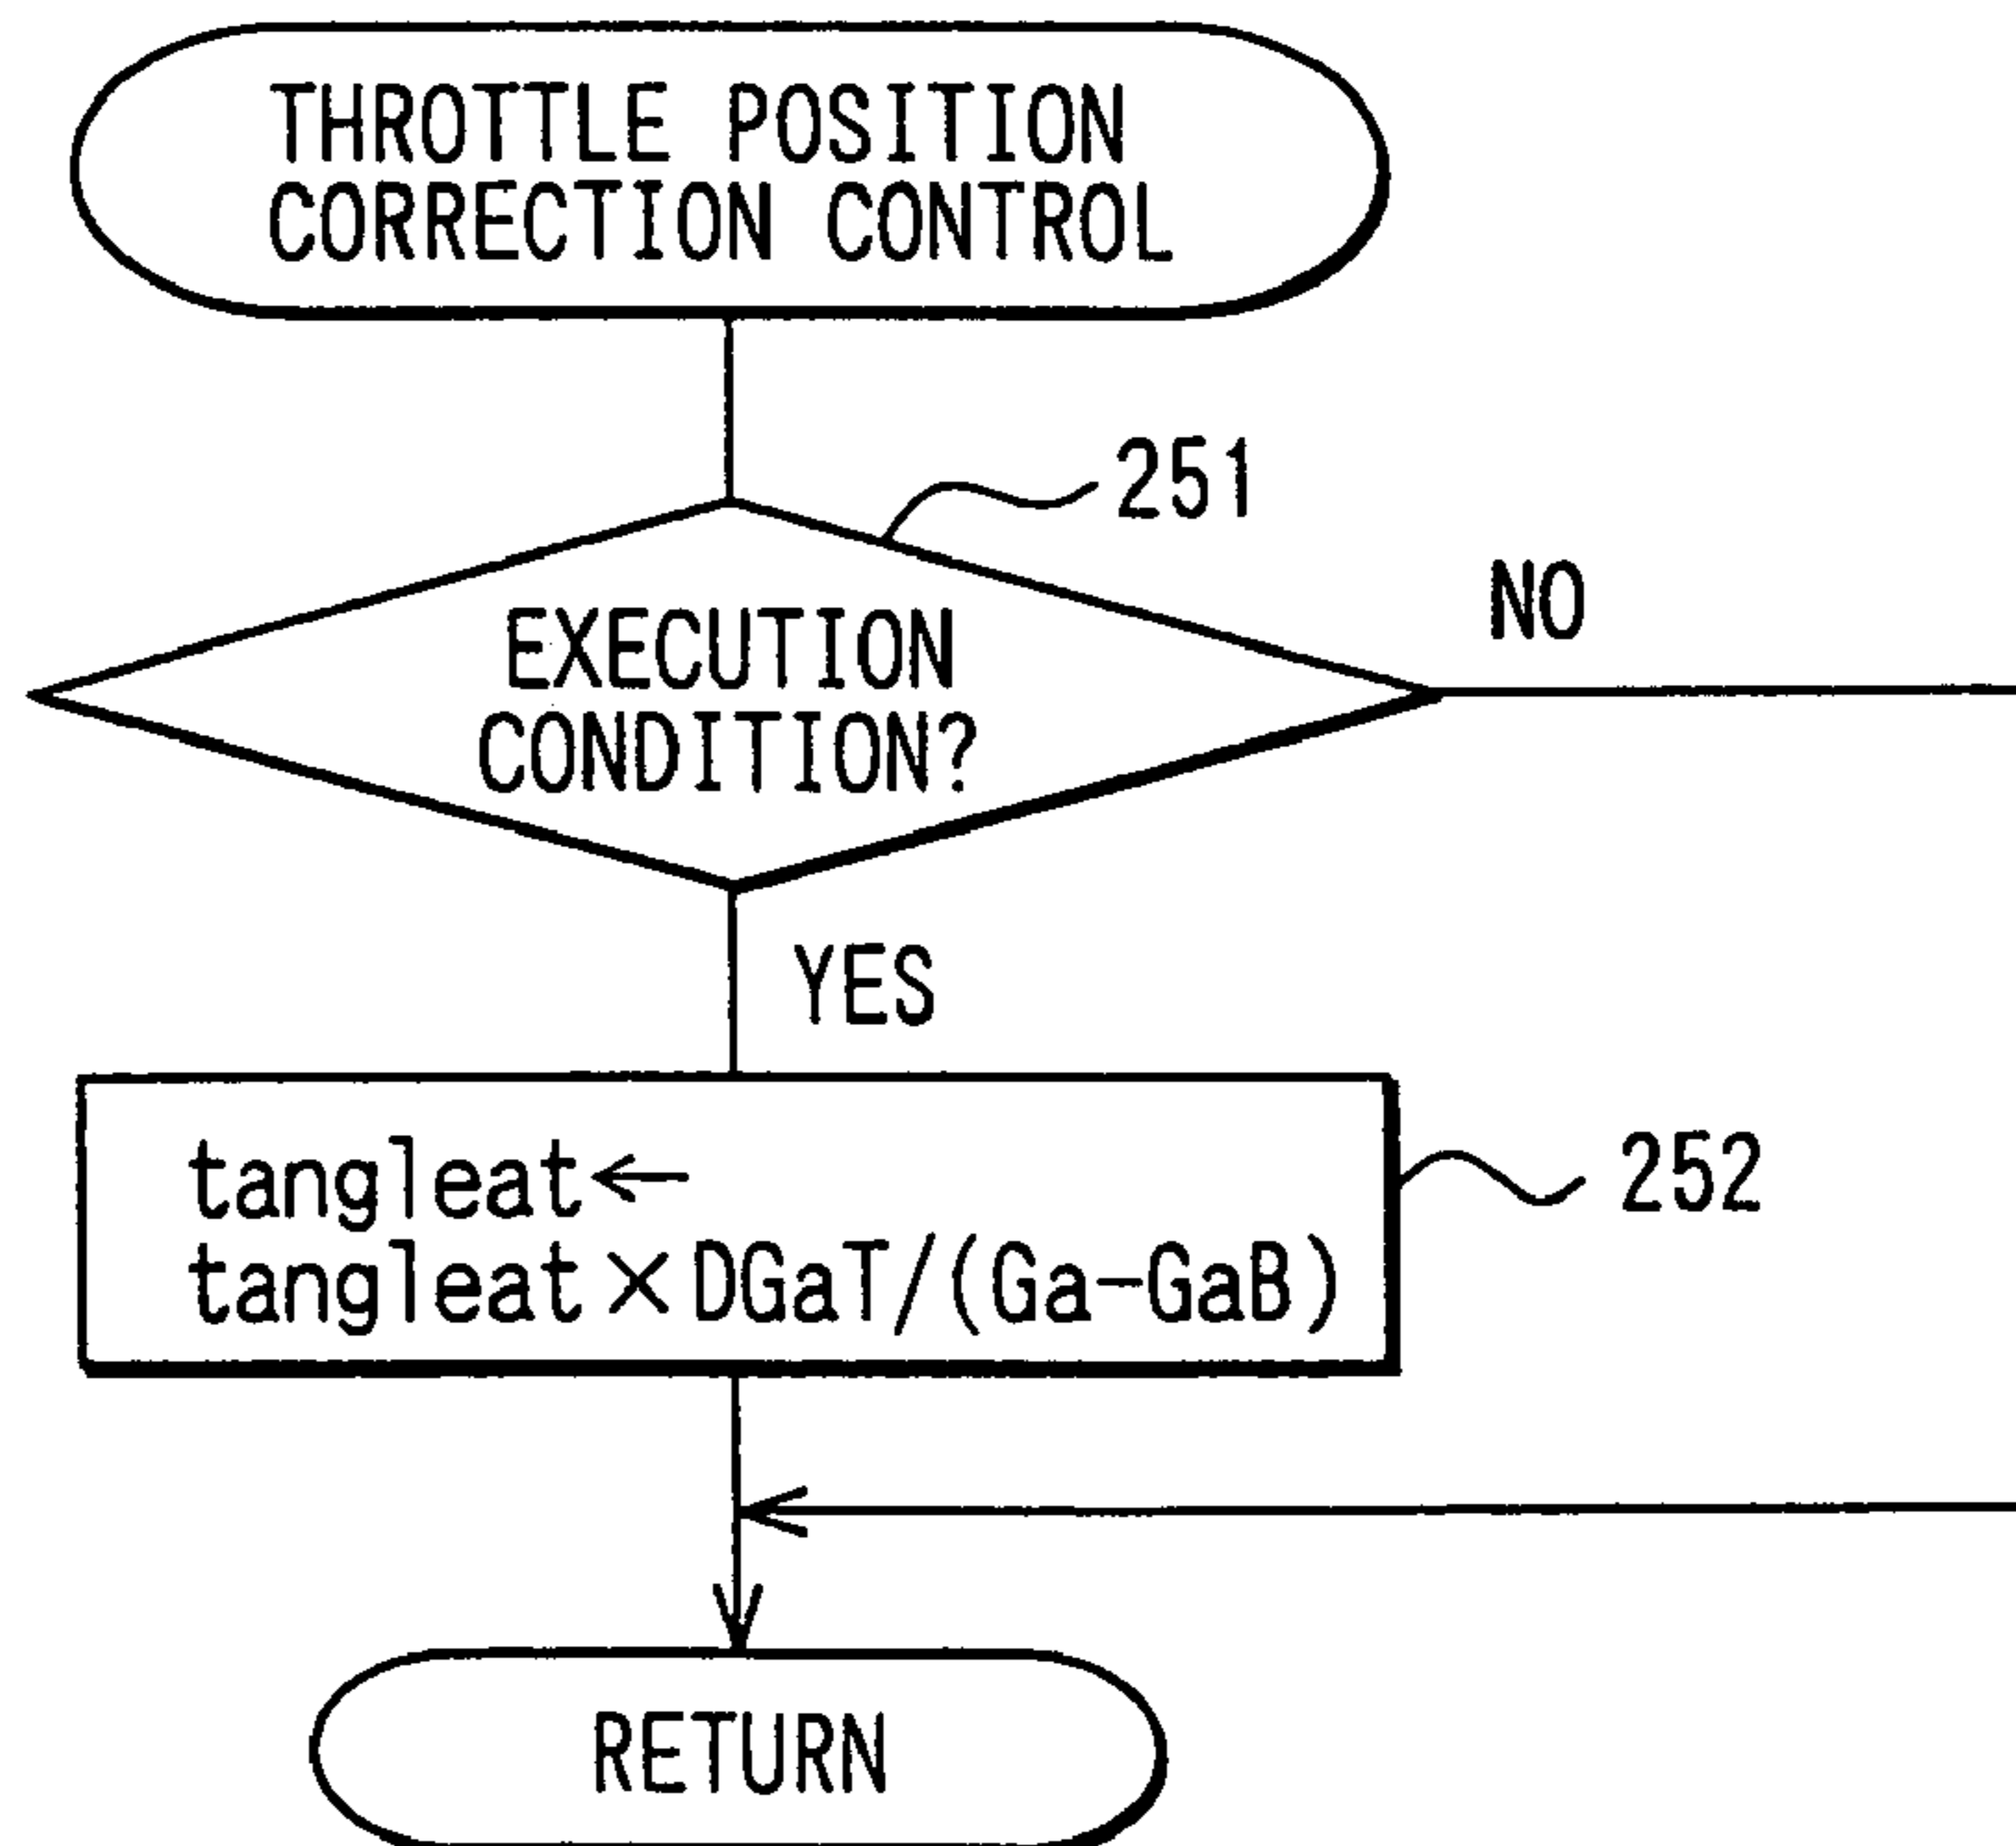 THROTTLE POSITION
CORRECTION CONTROL
251
NO
EXECUTION
CONDITION?
YES
tangleat←
tangleat×DGaT/(Ga-GaB)
252
RETURN